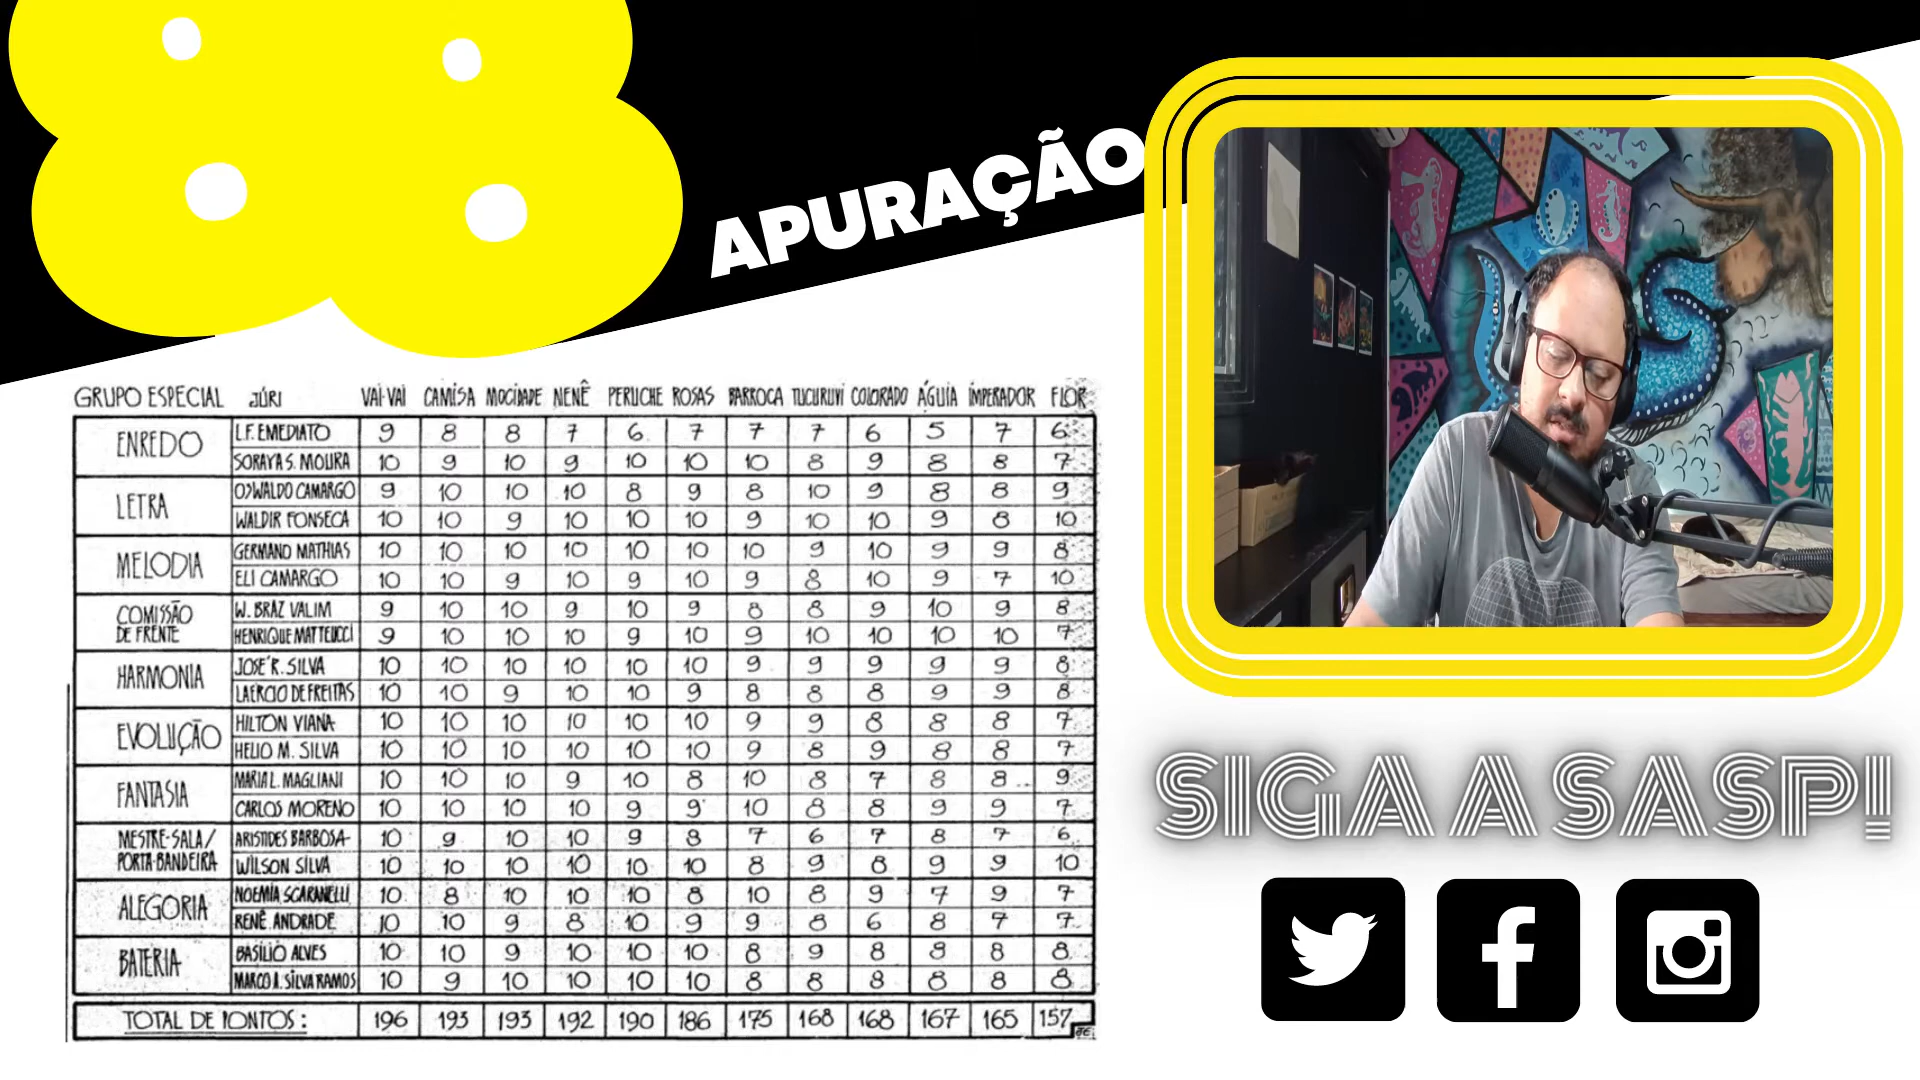 APURAÇÃO
GRUPO ESPECIAL JÚRI VAI-VAI CAMISA MOCIDADE NENÊ PERUCHE ROSAS BARROCA TUCURUVI COLORADO ÁGUIA IMPERADOR FLOR
ENREDO L.F. EMEDIATO 9 8 8 7 6 7 7 7 6 5 7 6
SORAYA S. MOURA 10 9 10 9 10 10 10 8 9 8 8 7
LETRA OSWALDO CAMARGO 9 10 10 10 8 9 8 10 9 8 8 9
WALDIR FONSECA 10 10 9 10 10 10 9 10 10 9 8 10
MELODIA GERMANO MATHIAS 10 10 10 10 10 10 10 9 10 9 9 8
ELI CAMARGO 10 10 9 10 9 10 9 8 10 9 7 10
COMISSÃO DE FRENTE W. BRAZ VALIM 9 10 10 9 10 9 8 8 9 10 9 8
HENRIQUE MATTEUCCI 9 10 10 10 9 10 9 10 10 10 10 7
HARMONIA JOSÉ R. SILVA 10 10 10 10 10 10 9 9 9 9 9 8
LAÉRCIO DE FREITAS 10 10 9 10 10 9 8 8 8 9 9 8
EVOLUÇÃO HILTON VIANA 10 10 10 10 10 10 9 9 8 8 8 7
HELIO M. SILVA 10 10 10 10 10 10 9 8 9 8 8 7
FANTASIA MARIA L. MAGLIANI 10 10 10 9 10 8 10 8 7 8 8 9
CARLOS MORENO 10 10 10 10 9 9 10 8 8 9 9 7
MESTRE-SALA/ PORTA-BANDEIRA ARISTIDES BARBOSA 10 9 10 10 9 8 7 6 7 8 7 6
WILSON SILVA 10 10 10 10 10 10 8 9 8 9 9 10
ALEGORIA NOEMIA SCARANELLI 10 8 10 10 10 8 10 8 9 7 9 7
RENÊ ANDRADE 10 10 9 8 10 9 9 8 6 8 7 7
BATERIA BASÍLIO ALVES 10 10 9 10 10 10 8 9 8 8 8 8
MARCO A. SILVA RAMOS 10 9 10 10 10 10 8 8 8 8 8 8
TOTAL DE PONTOS: 196 193 193 192 190 186 175 168 168 167 165 157
SIGA A SASP!